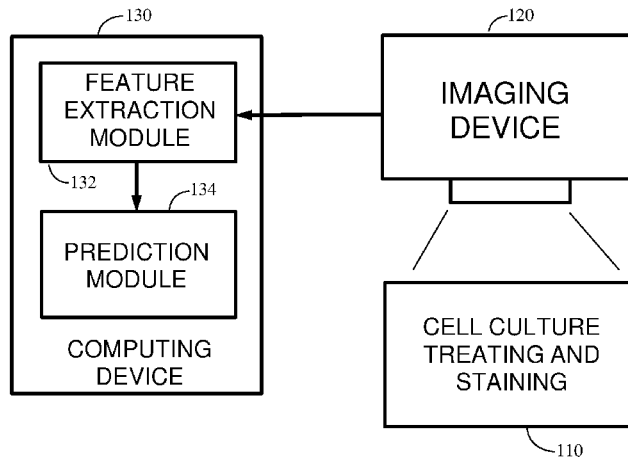 130
FEATURE
EXTRACTION
MODULE
132
134
PREDICTION
MODULE
COMPUTING
DEVICE
120
IMAGING
DEVICE
CELL CULTURE
TREATING AND
STAINING
110